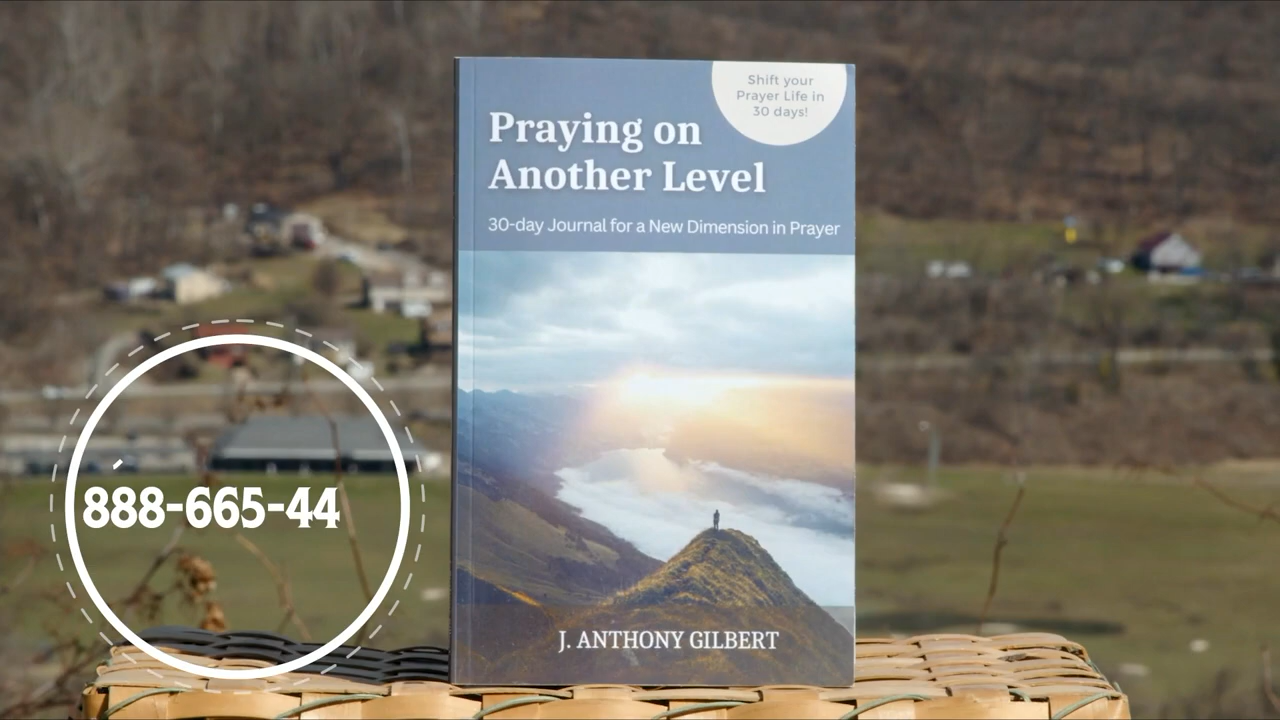 Shift your
Prayer Life in
30 days!
Praying on
Another Level
30-day Journal for a New Dimension in Prayer
J. ANTHONY GILBERT
888-665-44